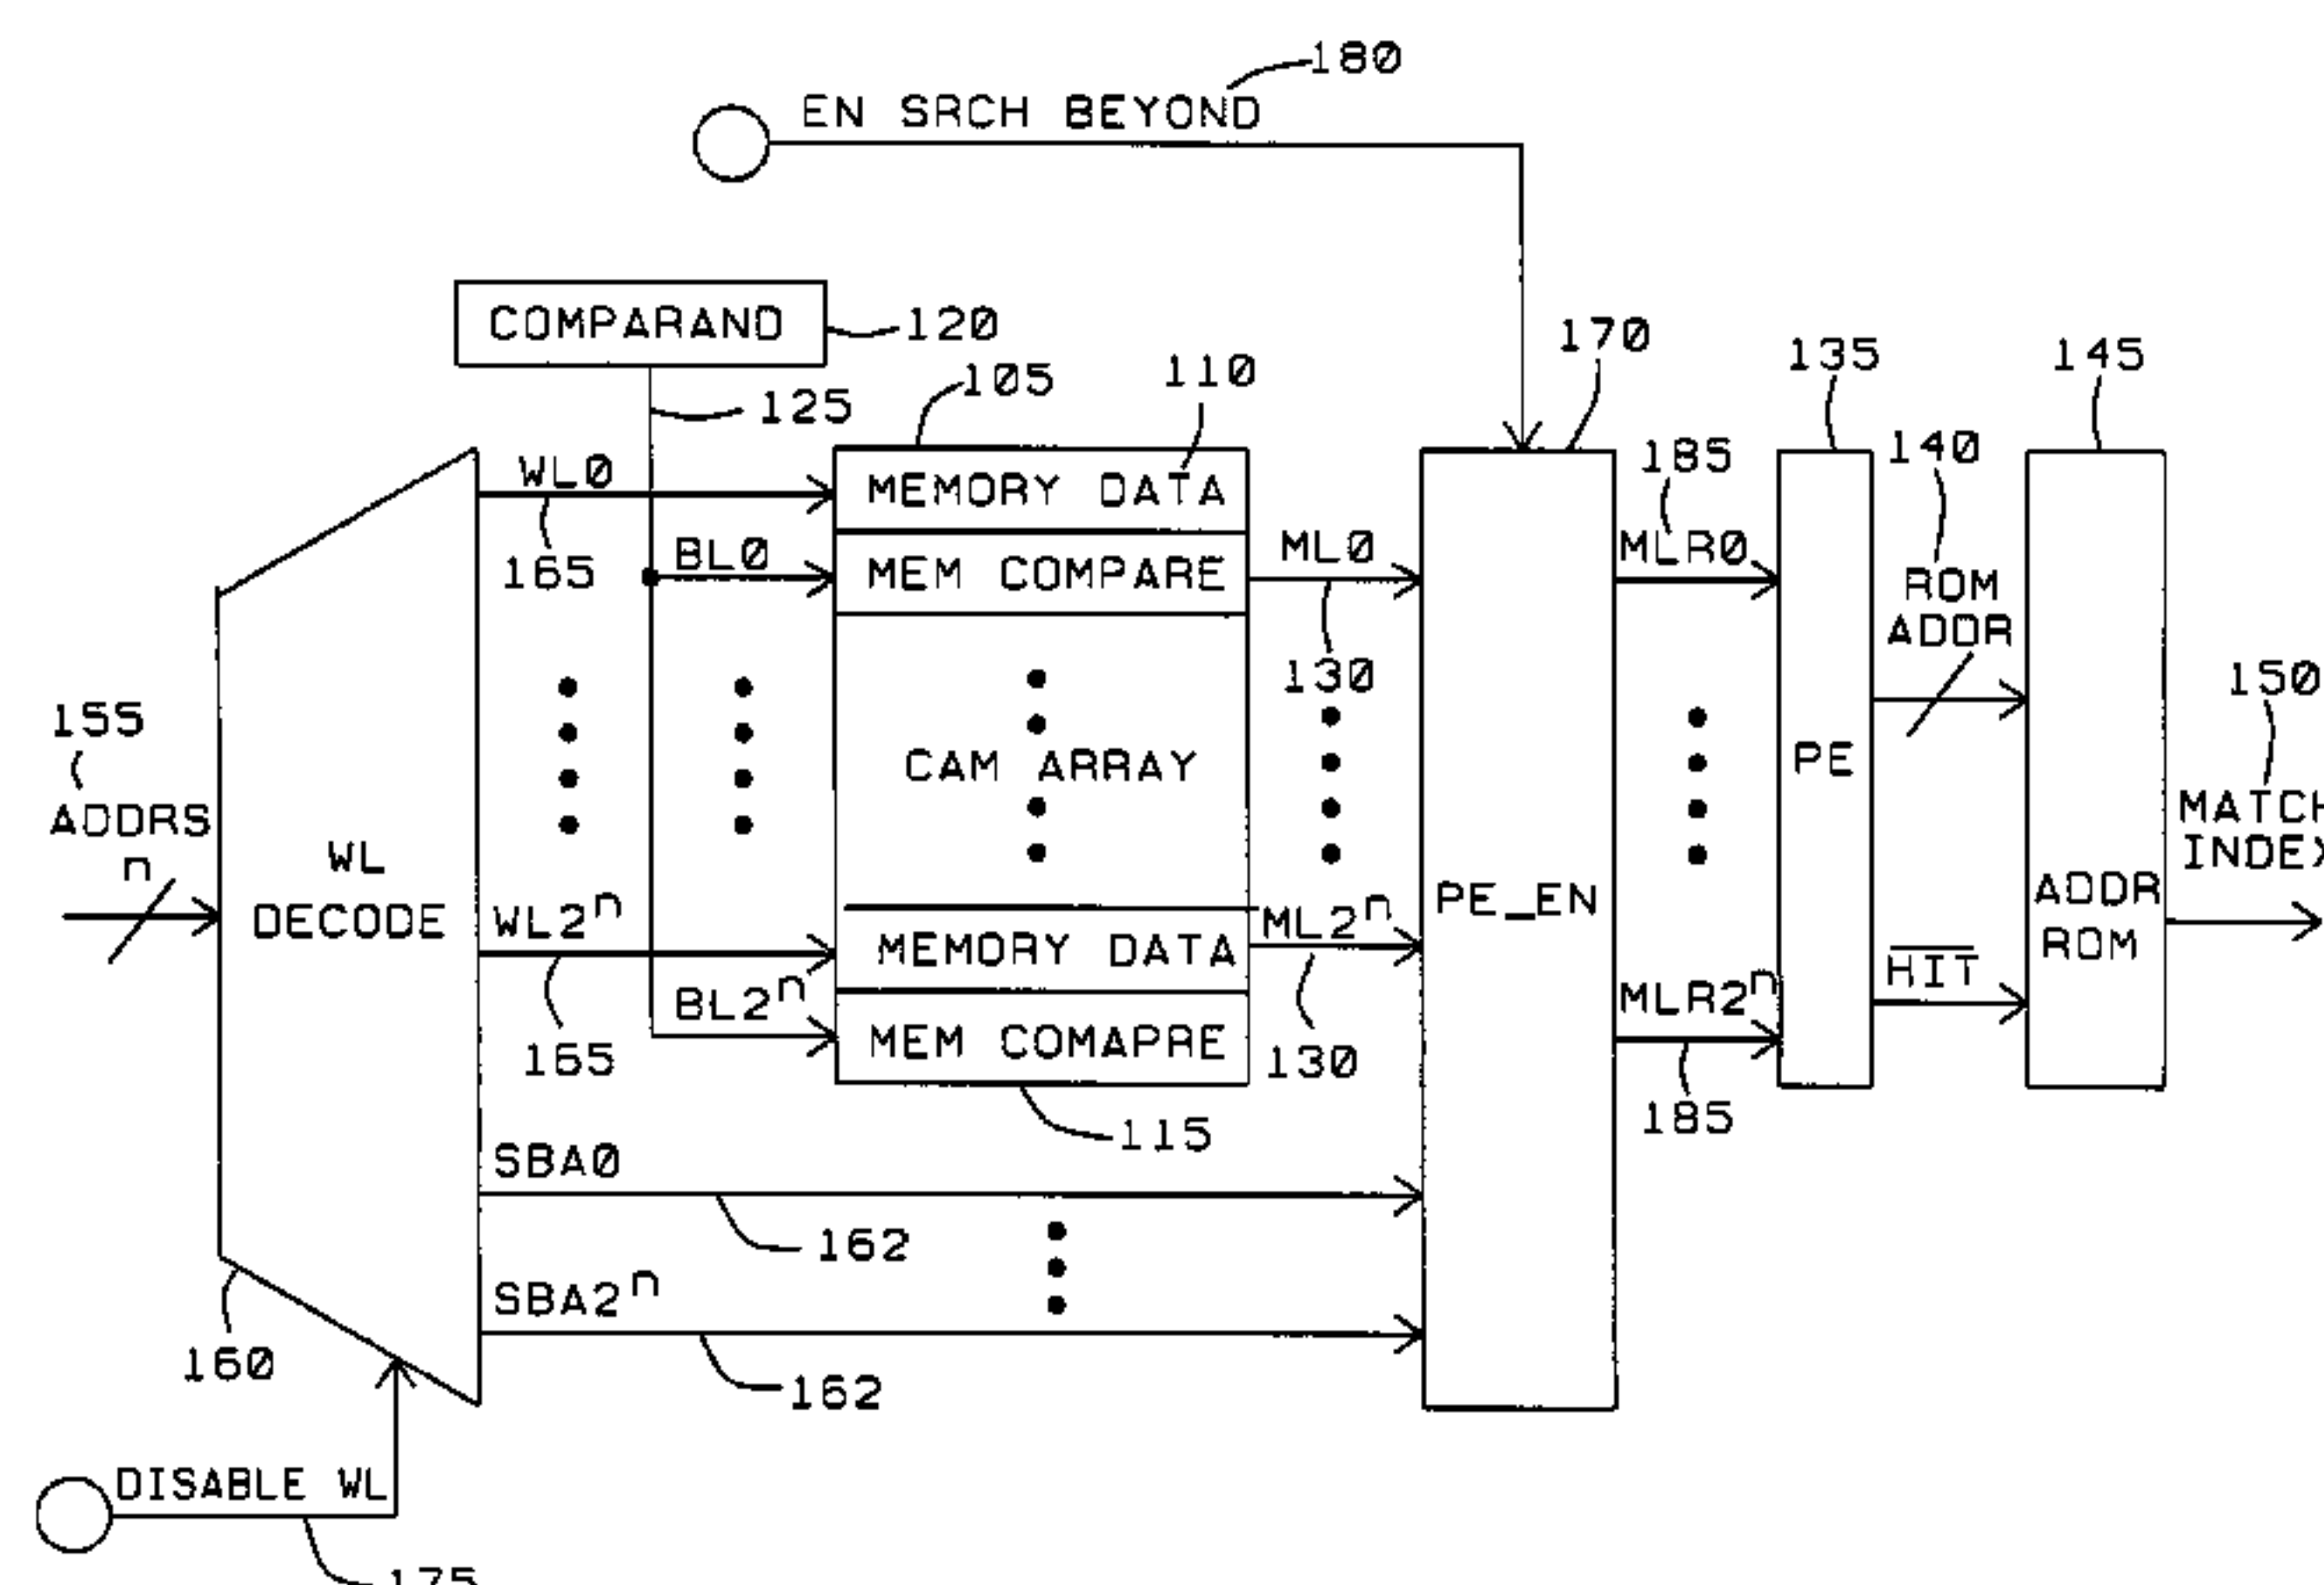 180
EN SRCH BEYOND
COMPARAND
120
170
135
145
105
110
125
WL0
MEMORY DATA
185
140
165
BL0
MEM COMPARE
ML0
MLR0
ROM
ADDR
130
150
155
ADDRS
n
WL
DECODE
CAM ARRAY
PE
MATCH
INDEX
WL2ⁿ
ML2ⁿ
PE_EN
ADDR
ROM
MEMORY DATA
HIT
165
BL2ⁿ
MEM COMAPRE
130
MLR2ⁿ
185
115
SBA0
162
SBA2ⁿ
160
162
DISABLE WL
175